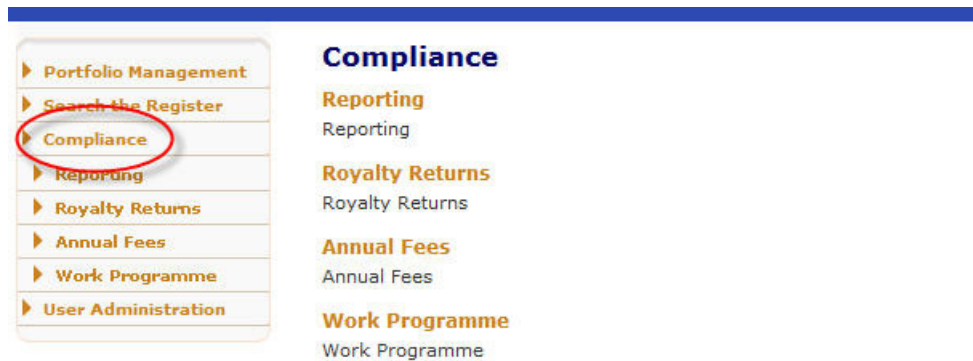 Portfolio Management
Search the Register
Compliance
Reporting
Royalty Returns
Annual Fees
Work Programme
User Administration
Compliance
Reporting
Reporting
Royalty Returns
Royalty Returns
Annual Fees
Annual Fees
Work Programme
Work Programme